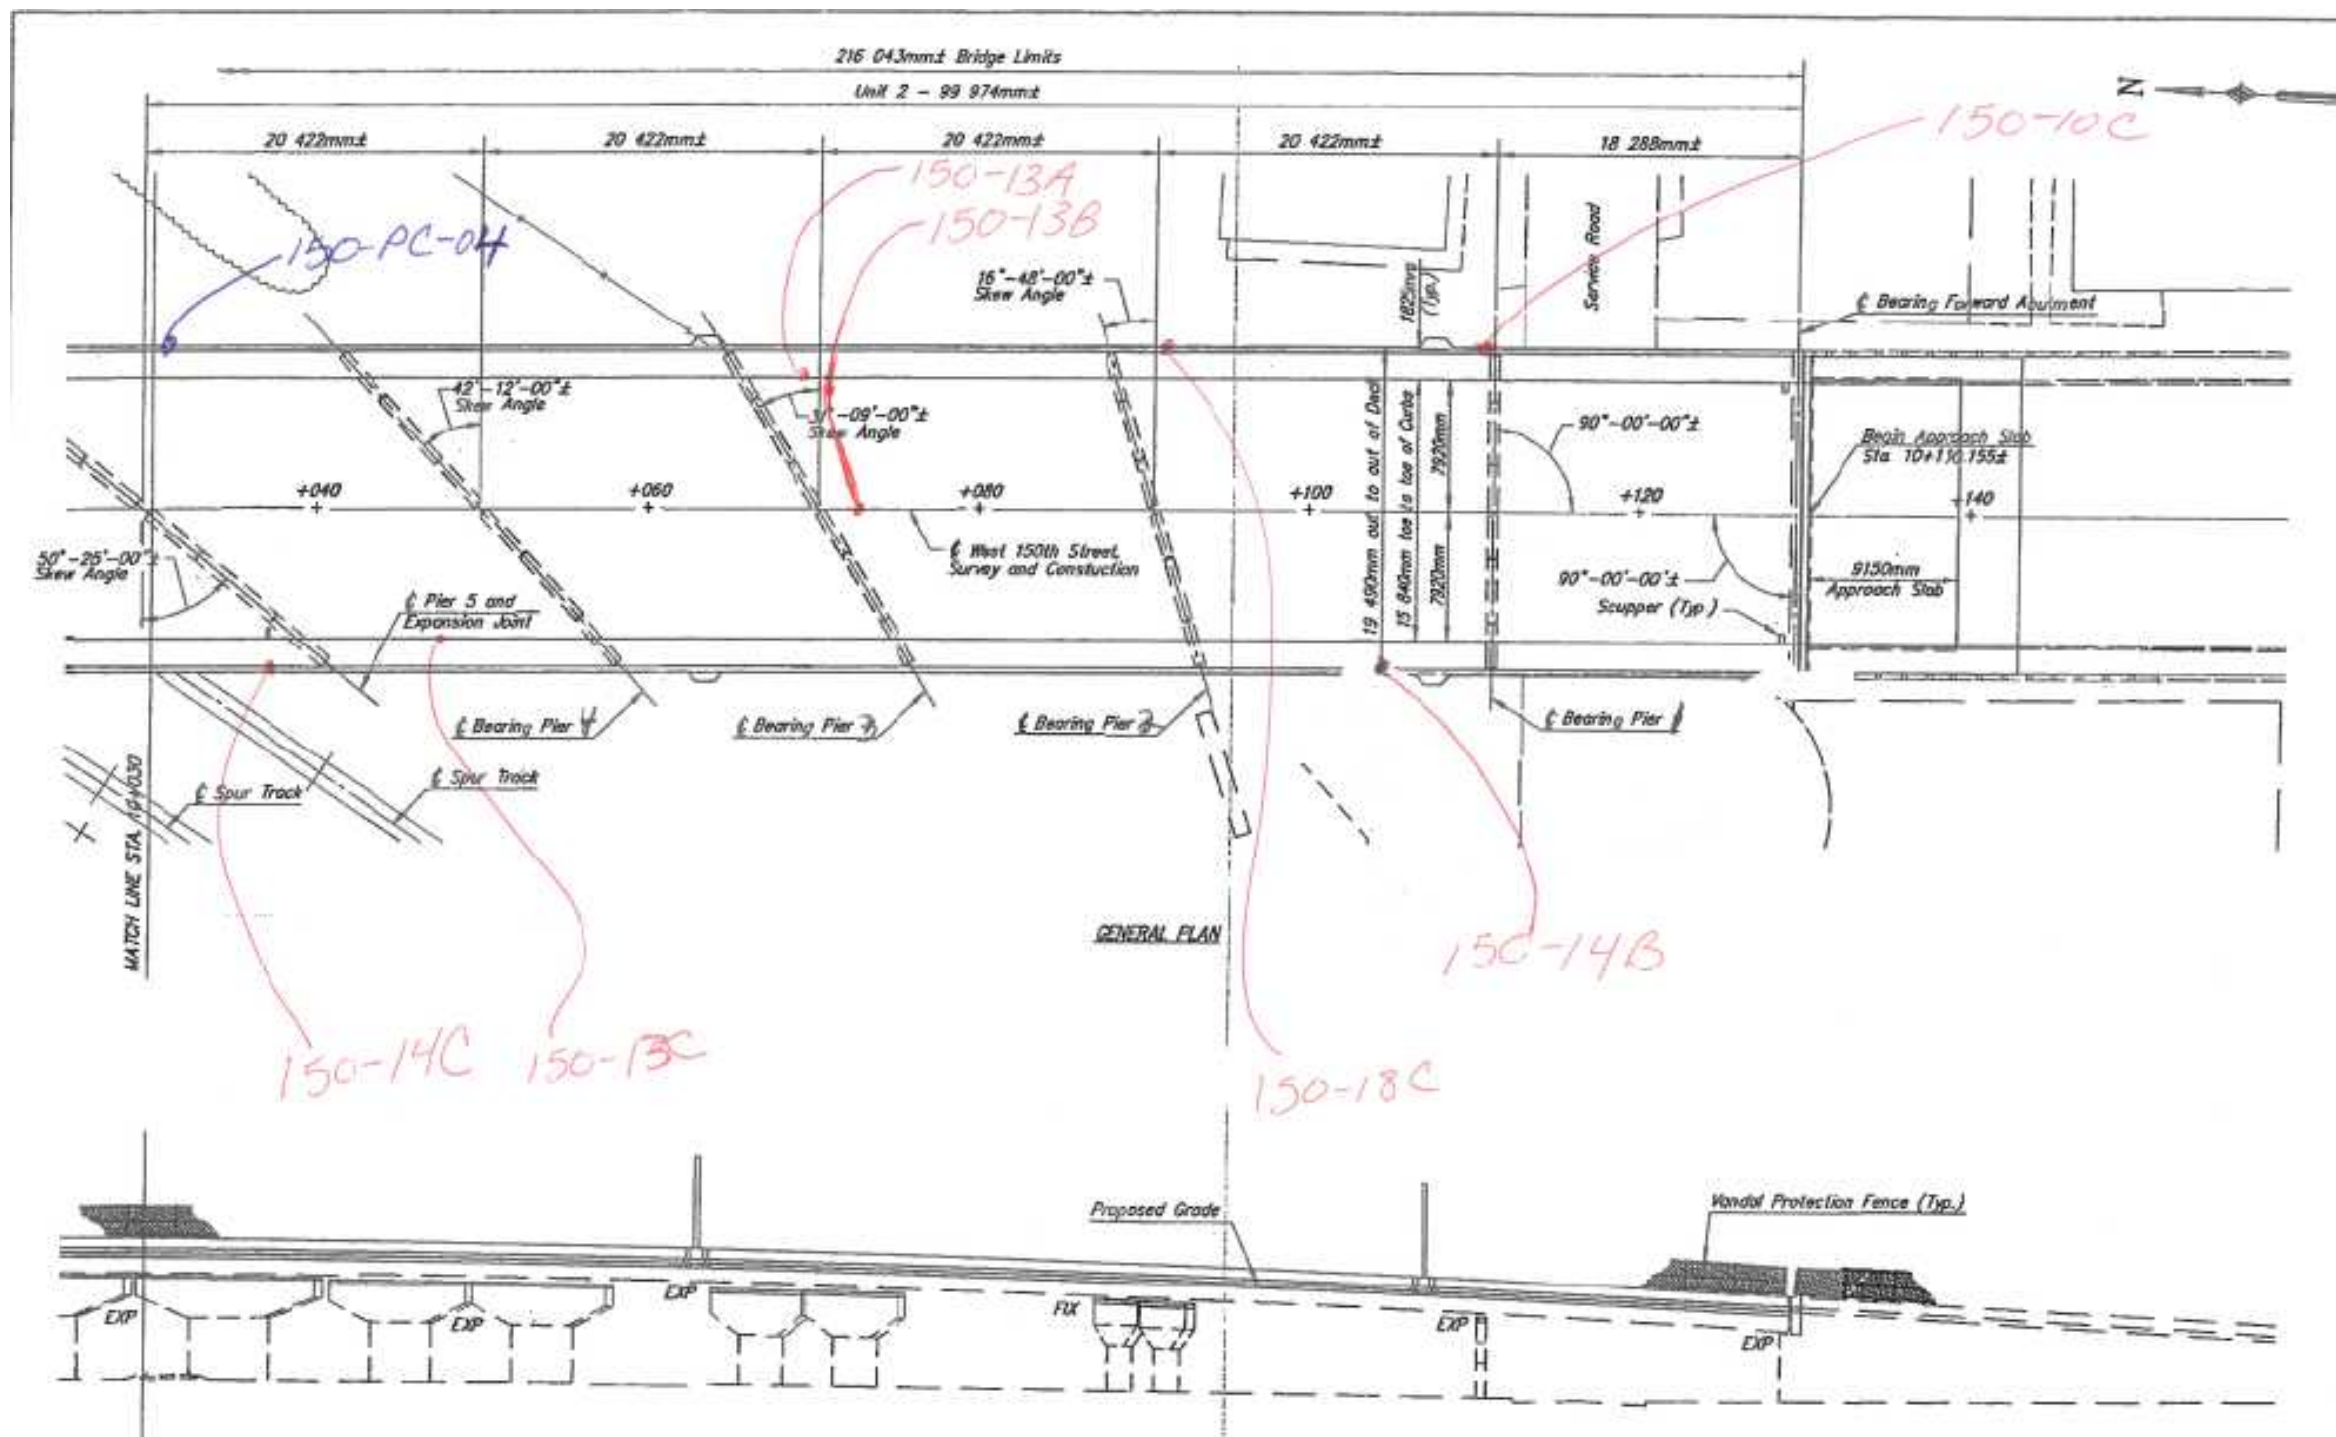 216 043mm± Bridge Limits
Unit 2 - 99 974mm±
N
20 422mm±
20 422mm±
20 422mm±
20 422mm±
18 288mm±
150-10C
150-13A
150-13B
150-PC-04
16°-48'-00"±
Skew Angle
1825mm
(Typ.)
Service Road
℄ Bearing Forward Abutment
42°-12'-00"±
Skew Angle
31°-09'-00"±
Skew Angle
19 490mm out to out of Deck
15 840mm toe to toe of Curbs
7920mm
7920mm
90°-00'-00"±
Begin Approach Slab
+040
+060
+080
+100
+120
+140
℄ West 150th Street,
Survey and Constuction
50°-26'-00"±
Skew Angle
90°-00'-00"±
Scupper (Typ.)
9150mm
Approach Slab
℄ Pier 5 and
Expansion Joint
℄ Bearing Pier 4
℄ Bearing Pier 3
℄ Bearing Pier 2
℄ Bearing Pier 1
℄ Spur Track
℄ Spur Track
MATCH LINE STA. 10+030
GENERAL PLAN
150-14B
150-14C
150-13C
150-18C
Proposed Grade
Vandal Protection Fence (Typ.)
EXP
EXP
EXP
FIX
EXP
EXP